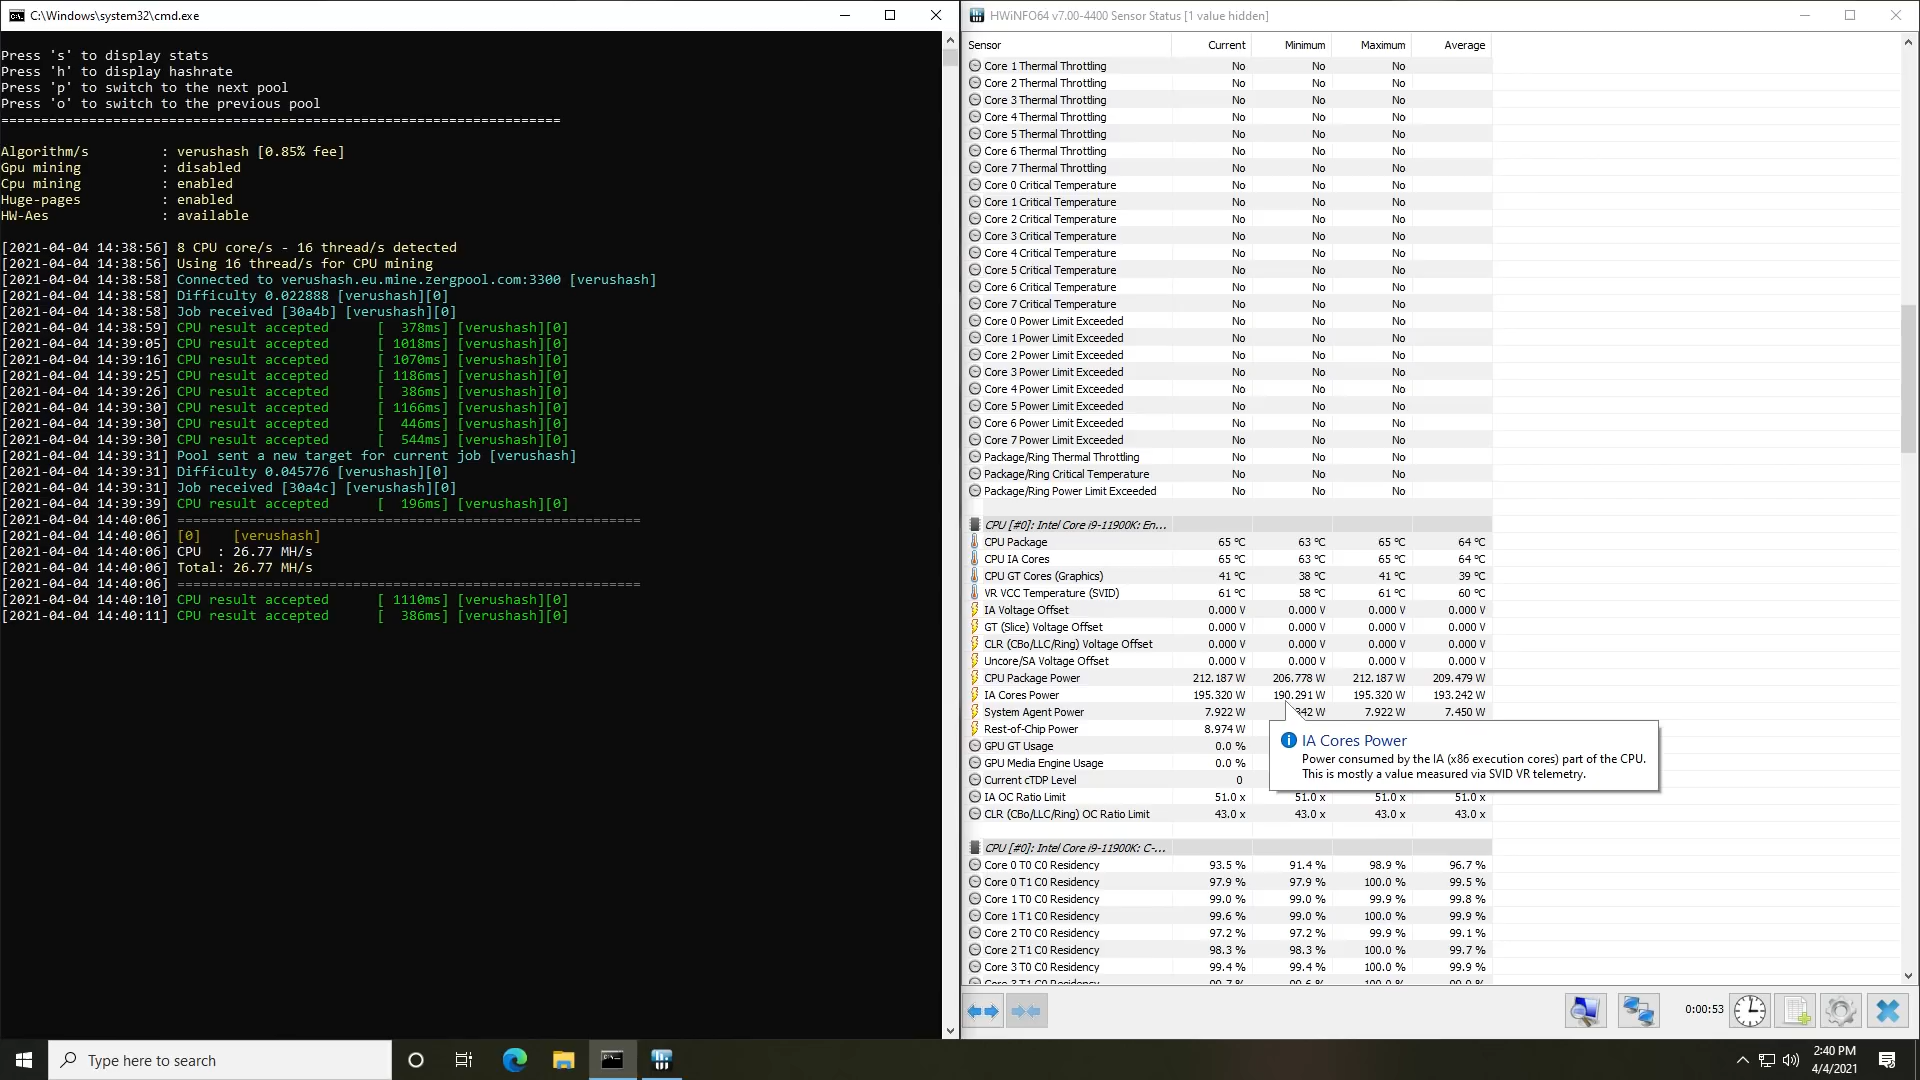 C:\Windows\system32\cmd.exe
Press 's' to display stats
Press 'h' to display hashrate
Press 'p' to switch to the next pool
Press 'o' to switch to the previous pool
======================================================================
Algorithm/s : verushash [0.85% fee]
Gpu mining : disabled
Cpu mining : enabled
Huge-pages : enabled
HW-Aes : available
[2021-04-04 14:38:56] 8 CPU core/s - 16 thread/s detected
[2021-04-04 14:38:56] Using 16 thread/s for CPU mining
[2021-04-04 14:38:58] Connected to verushash.eu.mine.zergpool.com:3300 [verushash]
[2021-04-04 14:38:58] Difficulty 0.022888 [verushash][0]
[2021-04-04 14:38:58] Job received [30a4b] [verushash][0]
[2021-04-04 14:38:59] CPU result accepted [ 378ms] [verushash][0]
[2021-04-04 14:39:05] CPU result accepted [ 1018ms] [verushash][0]
[2021-04-04 14:39:16] CPU result accepted [ 1070ms] [verushash][0]
[2021-04-04 14:39:25] CPU result accepted [ 1186ms] [verushash][0]
[2021-04-04 14:39:26] CPU result accepted [ 386ms] [verushash][0]
[2021-04-04 14:39:30] CPU result accepted [ 1166ms] [verushash][0]
[2021-04-04 14:39:30] CPU result accepted [ 446ms] [verushash][0]
[2021-04-04 14:39:30] CPU result accepted [ 544ms] [verushash][0]
[2021-04-04 14:39:31] Pool sent a new target for current job [verushash]
[2021-04-04 14:39:31] Difficulty 0.045776 [verushash][0]
[2021-04-04 14:39:31] Job received [30a4c] [verushash][0]
[2021-04-04 14:39:39] CPU result accepted [ 196ms] [verushash][0]
[2021-04-04 14:40:06] ==========================================================
[2021-04-04 14:40:06] [0] [verushash]
[2021-04-04 14:40:06] CPU : 26.77 MH/s
[2021-04-04 14:40:06] Total: 26.77 MH/s
[2021-04-04 14:40:06] ==========================================================
[2021-04-04 14:40:10] CPU result accepted [ 1110ms] [verushash][0]
[2021-04-04 14:40:11] CPU result accepted [ 386ms] [verushash][0]
HWiNFO64 v7.00-4400 Sensor Status [1 value hidden]
Sensor Current Minimum Maximum Average
Core 1 Thermal Throttling No No No
Core 2 Thermal Throttling No No No
Core 3 Thermal Throttling No No No
Core 4 Thermal Throttling No No No
Core 5 Thermal Throttling No No No
Core 6 Thermal Throttling No No No
Core 7 Thermal Throttling No No No
Core 0 Critical Temperature No No No
Core 1 Critical Temperature No No No
Core 2 Critical Temperature No No No
Core 3 Critical Temperature No No No
Core 4 Critical Temperature No No No
Core 5 Critical Temperature No No No
Core 6 Critical Temperature No No No
Core 7 Critical Temperature No No No
Core 0 Power Limit Exceeded No No No
Core 1 Power Limit Exceeded No No No
Core 2 Power Limit Exceeded No No No
Core 3 Power Limit Exceeded No No No
Core 4 Power Limit Exceeded No No No
Core 5 Power Limit Exceeded No No No
Core 6 Power Limit Exceeded No No No
Core 7 Power Limit Exceeded No No No
Package/Ring Thermal Throttling No No No
Package/Ring Critical Temperature No No No
Package/Ring Power Limit Exceeded No No No
CPU [#0]: Intel Core i9-11900K: En...
CPU Package 65 °C 63 °C 65 °C 64 °C
CPU IA Cores 65 °C 63 °C 65 °C 64 °C
CPU GT Cores (Graphics) 41 °C 38 °C 41 °C 39 °C
VR VCC Temperature (SVID) 61 °C 58 °C 61 °C 60 °C
IA Voltage Offset 0.000 V 0.000 V 0.000 V 0.000 V
GT (Slice) Voltage Offset 0.000 V 0.000 V 0.000 V 0.000 V
CLR (CBo/LLC/Ring) Voltage Offset 0.000 V 0.000 V 0.000 V 0.000 V
Uncore/SA Voltage Offset 0.000 V 0.000 V 0.000 V 0.000 V
CPU Package Power 212.187 W 206.778 W 212.187 W 209.479 W
IA Cores Power 195.320 W 190.291 W 195.320 W 193.242 W
System Agent Power 7.922 W 342 W 7.922 W 7.450 W
Rest-of-Chip Power 8.974 W
GPU GT Usage 0.0 %
GPU Media Engine Usage 0.0 %
Current cTDP Level 0
IA Cores Power
Power consumed by the IA (x86 execution cores) part of the CPU.
This is mostly a value measured via SVID VR telemetry.
IA OC Ratio Limit 51.0 x 51.0 x 51.0 x 51.0 x
CLR (CBo/LLC/Ring) OC Ratio Limit 43.0 x 43.0 x 43.0 x 43.0 x
CPU [#0]: Intel Core i9-11900K: C-...
Core 0 T0 C0 Residency 93.5 % 91.4 % 98.9 % 96.7 %
Core 0 T1 C0 Residency 97.9 % 97.9 % 100.0 % 99.5 %
Core 1 T0 C0 Residency 99.0 % 99.0 % 99.9 % 99.8 %
Core 1 T1 C0 Residency 99.6 % 99.0 % 100.0 % 99.9 %
Core 2 T0 C0 Residency 97.2 % 97.2 % 99.9 % 99.1 %
Core 2 T1 C0 Residency 98.3 % 98.3 % 100.0 % 99.7 %
Core 3 T0 C0 Residency 99.4 % 99.4 % 100.0 % 99.9 %
0:00:53
Type here to search
2:40 PM
4/4/2021